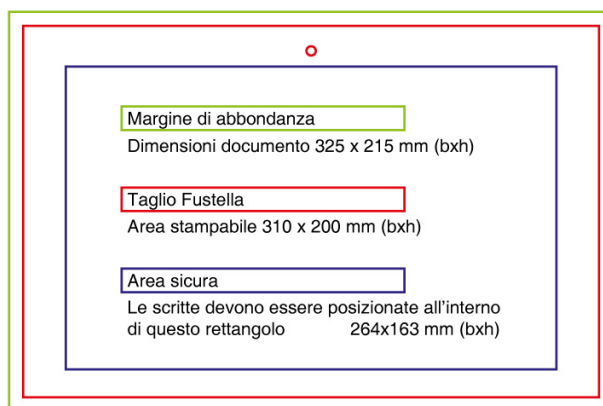 Margine di abbondanza
Dimensioni documento 325 x 215 mm (bxh)
Taglio Fustella
Area stampabile 310 x 200 mm (bxh)
Area sicura
Le scritte devono essere posizionate all'interno
di questo rettangolo 264x163 mm (bxh)